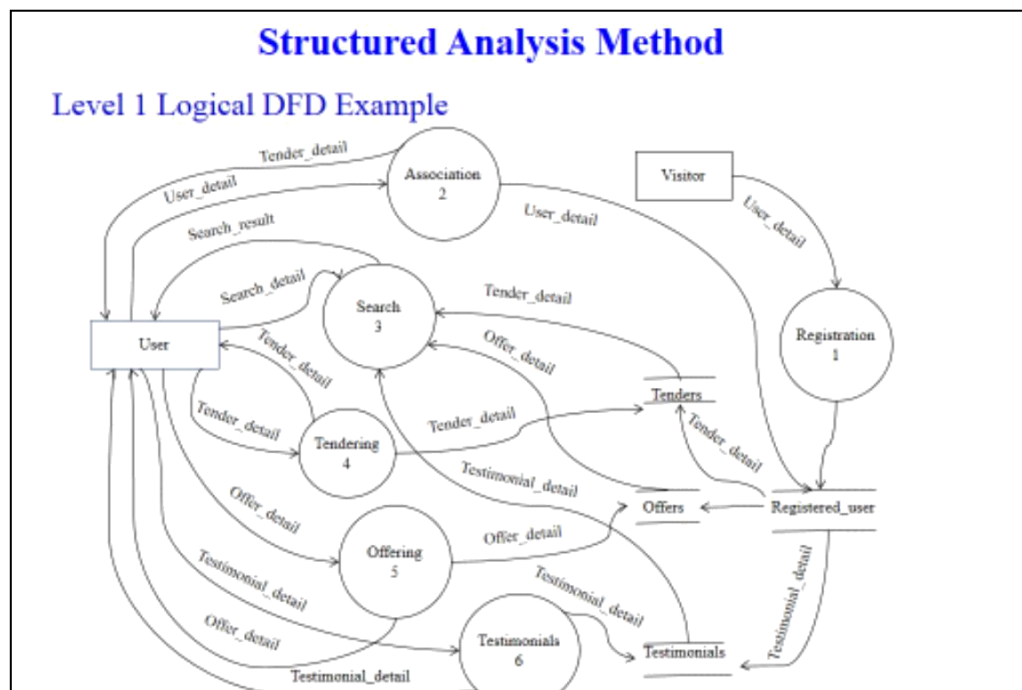 Structured Analysis Method
Level 1 Logical DFD Example
Tender_detail
Association
2
Visitor
User_detail
User_detail
User_detail
Search_result
Search_detail
Search
3
Tender_detail
Registration
1
User
Tender_detail
Offer_detail
Tenders
Tender_detail
Tendering
4
Tender_detail
Tender_detail
Testimonial_detail
Offer_detail
Offers
Registered_user
Offering
5
Offer_detail
Testimonial_detail
Testimonial_detail
Testimonial_detail
Offer_detail
Testimonials
6
Testimonials
Testimonial_detail